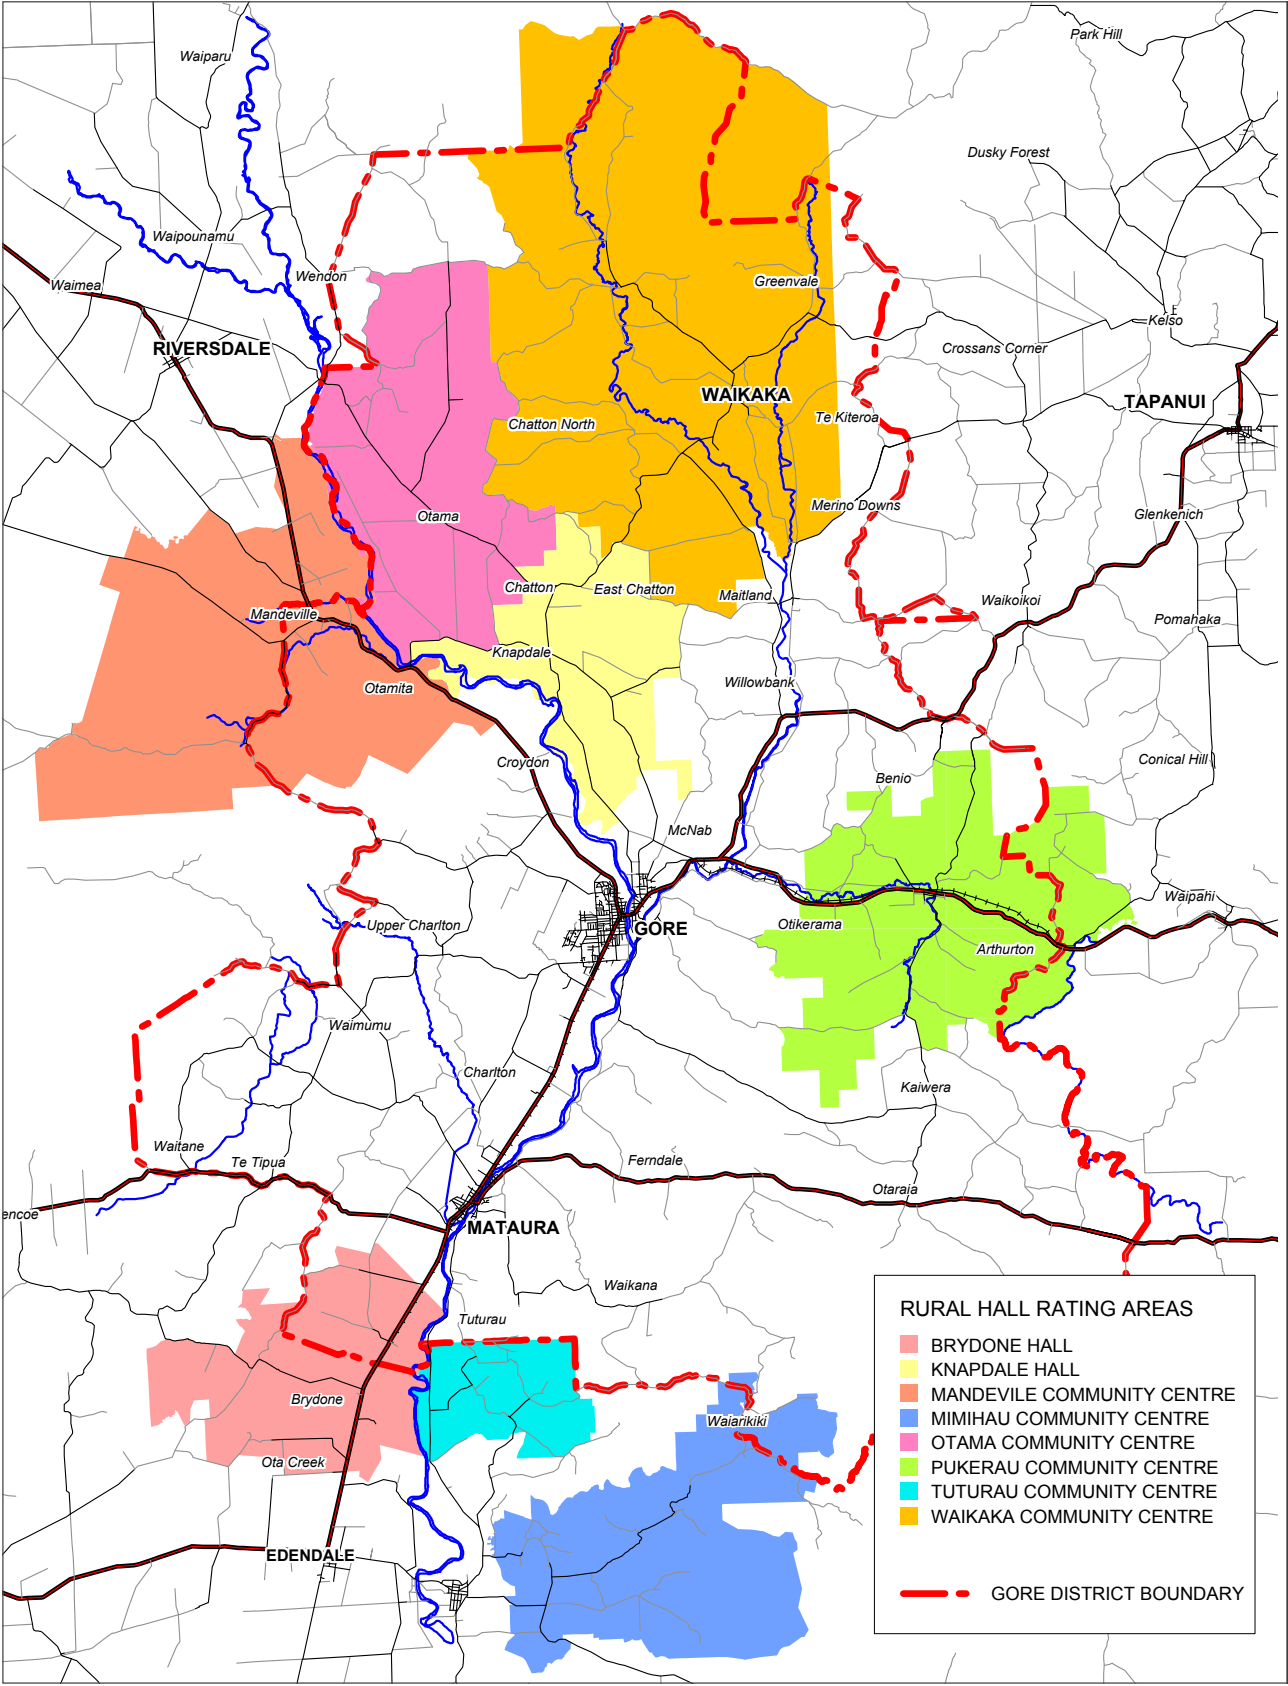 Park Hill
Waiparu
Dusky Forest
Waipounamu
Wendon
Waimea
Greenvale
Kelso
RIVERSDALE
Crossans Corner
WAIKAKA
TAPANUI
Te Kiteroa
Chatton North
Merino Downs
Otama
Glenkenich
Chatton
East Chatton
Maitland
Waikoikoi
Mandeville
Pomahaka
Knapdale
Otamita
Willowbank
Croydon
Benio
Conical Hill
McNab
Waipahi
Upper Charlton
GORE
Otikerama
Arthurton
Waimumu
Charlton
Kaiwera
Waitane
Te Tipua
Ferndale
Otaraia
encoe
MATAURA
Waikana
Tuturau
Brydone
Waiarikiki
Ota Creek
EDENDALE
RURAL HALL RATING AREAS
BRYDONE HALL
KNAPDALE HALL
MANDEVILE COMMUNITY CENTRE
MIMIHAU COMMUNITY CENTRE
OTAMA COMMUNITY CENTRE
PUKERAU COMMUNITY CENTRE
TUTURAU COMMUNITY CENTRE
WAIKAKA COMMUNITY CENTRE
GORE DISTRICT BOUNDARY